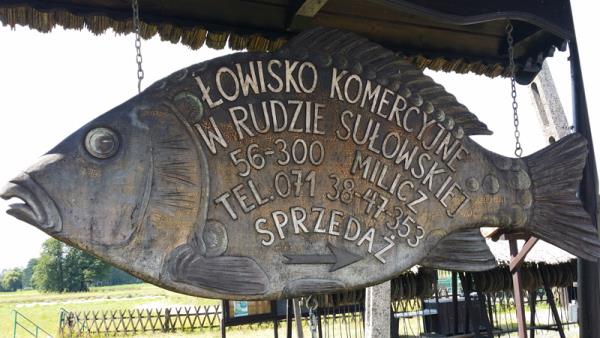 ŁOWISKO KOMERCYJNE
W RUDZIE SUŁOWSKIEJ
56-300 MILICZ
TEL. 071 38-47-353
SPRZEDAŻ